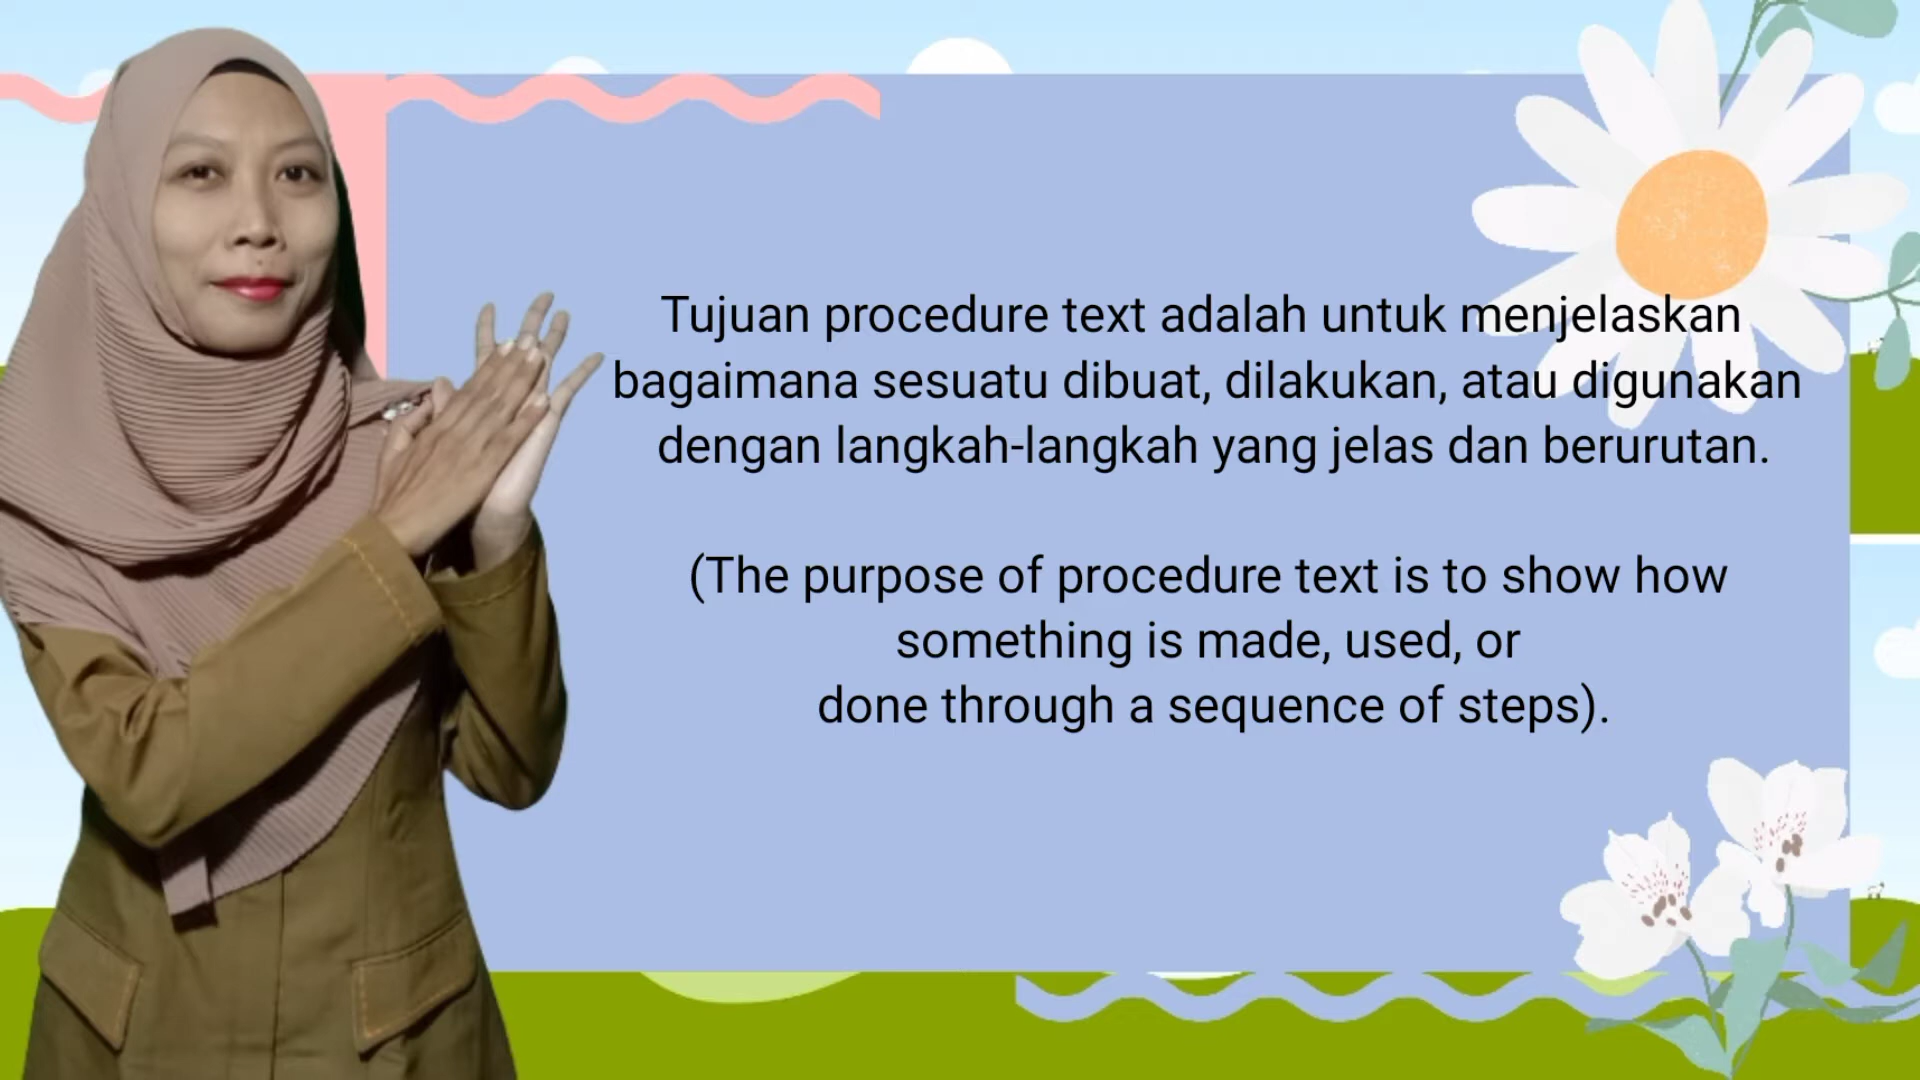 Tujuan procedure text adalah untuk menjelaskan
bagaimana sesuatu dibuat, dilakukan, atau digunakan
dengan langkah-langkah yang jelas dan berurutan.
(The purpose of procedure text is to show how
something is made, used, or
done through a sequence of steps).